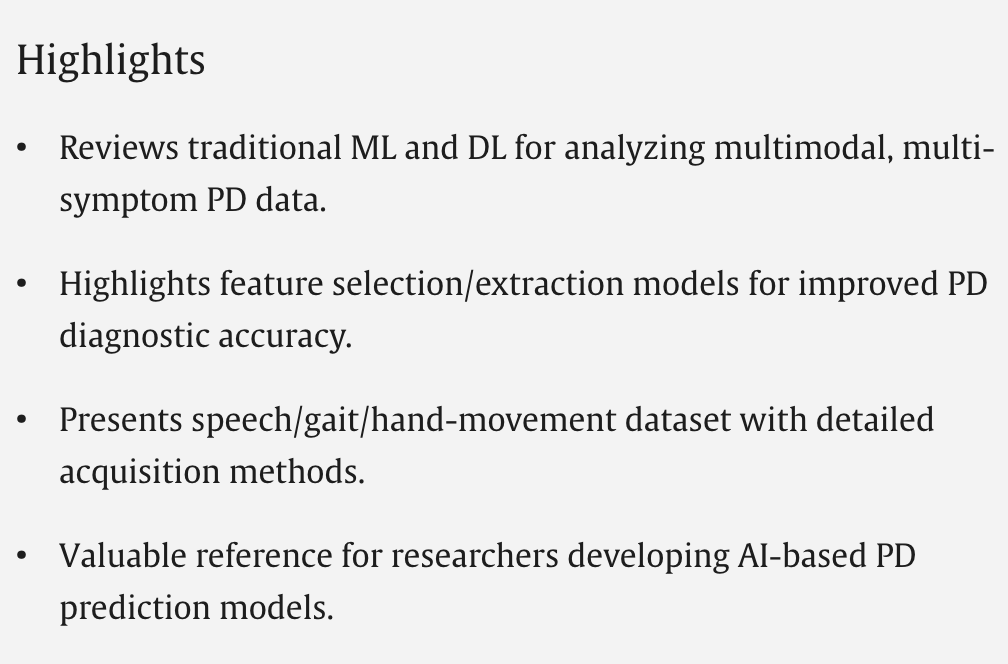 Highlights
• Reviews traditional ML and DL for analyzing multimodal, multi-
symptom PD data.
• Highlights feature selection/extraction models for improved PD
diagnostic accuracy.
• Presents speech/gait/hand-movement dataset with detailed
acquisition methods.
• Valuable reference for researchers developing AI-based PD
prediction models.